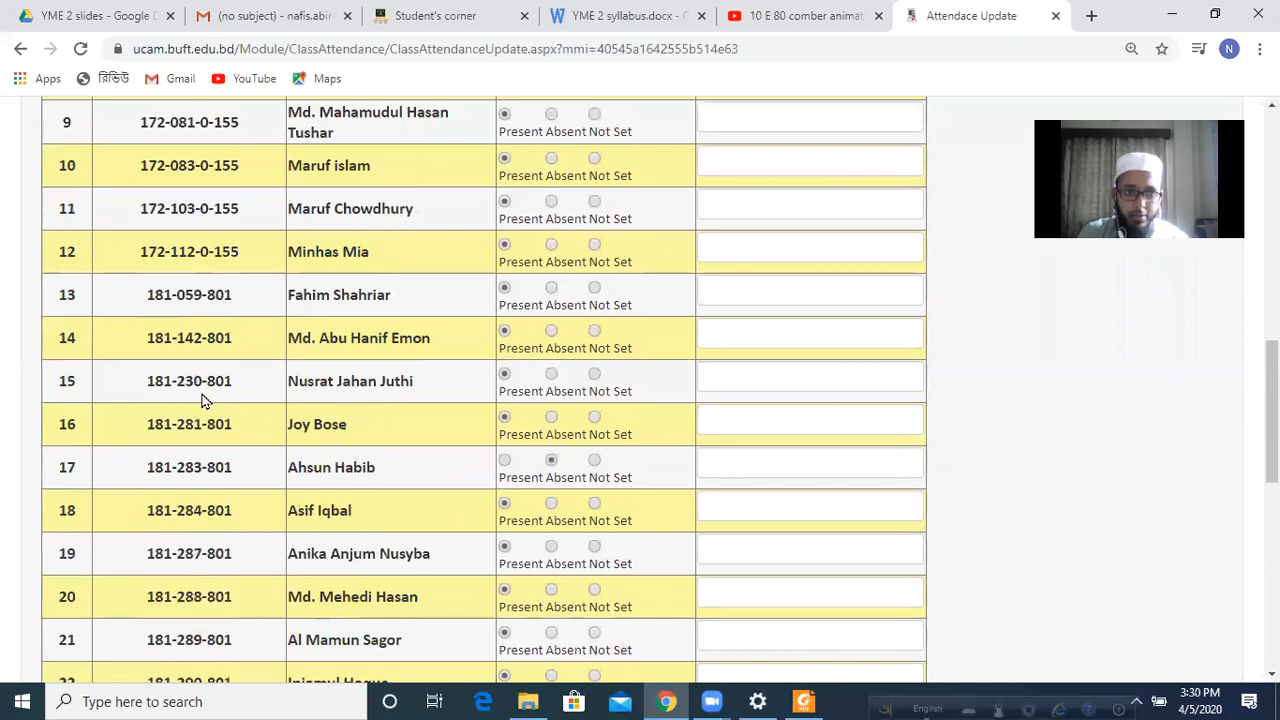 YME 2 slides - Google D
(no subject) - nafis.abir
Student's corner
YME 2 syllabus.docx - G
10 E 80 comber animat
Attendace Update
ucam.buft.edu.bd/Module/ClassAttendance/ClassAttendanceUpdate.aspx?mmi=40545a1642555b514e63
N
Apps
রিভিউ
Gmail
YouTube
Maps
9 172-081-0-155 Md. Mahamudul Hasan Tushar Present Absent Not Set
10 172-083-0-155 Maruf islam Present Absent Not Set
11 172-103-0-155 Maruf Chowdhury Present Absent Not Set
12 172-112-0-155 Minhas Mia Present Absent Not Set
13 181-059-801 Fahim Shahriar Present Absent Not Set
14 181-142-801 Md. Abu Hanif Emon Present Absent Not Set
15 181-230-801 Nusrat Jahan Juthi Present Absent Not Set
16 181-281-801 Joy Bose Present Absent Not Set
17 181-283-801 Ahsun Habib Present Absent Not Set
18 181-284-801 Asif Iqbal Present Absent Not Set
19 181-287-801 Anika Anjum Nusyba Present Absent Not Set
20 181-288-801 Md. Mehedi Hasan Present Absent Not Set
21 181-289-801 Al Mamun Sagor Present Absent Not Set
22 181-290-801
Type here to search
English
3:30 PM
4/5/2020